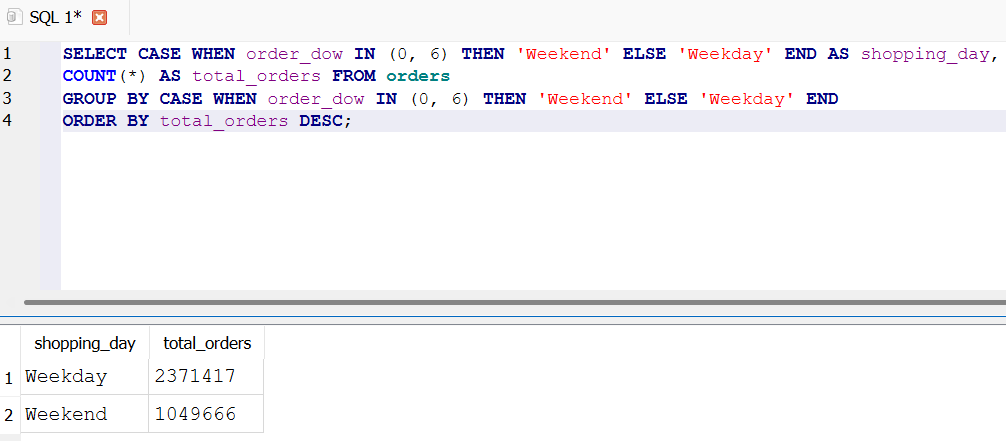 SQL 1*
1 SELECT CASE WHEN order_dow IN (0, 6) THEN 'Weekend' ELSE 'Weekday' END AS shopping_day,
2 COUNT(*) AS total_orders FROM orders
3 GROUP BY CASE WHEN order_dow IN (0, 6) THEN 'Weekend' ELSE 'Weekday' END
4 ORDER BY total_orders DESC;
shopping_day total_orders
1 Weekday 2371417
2 Weekend 1049666